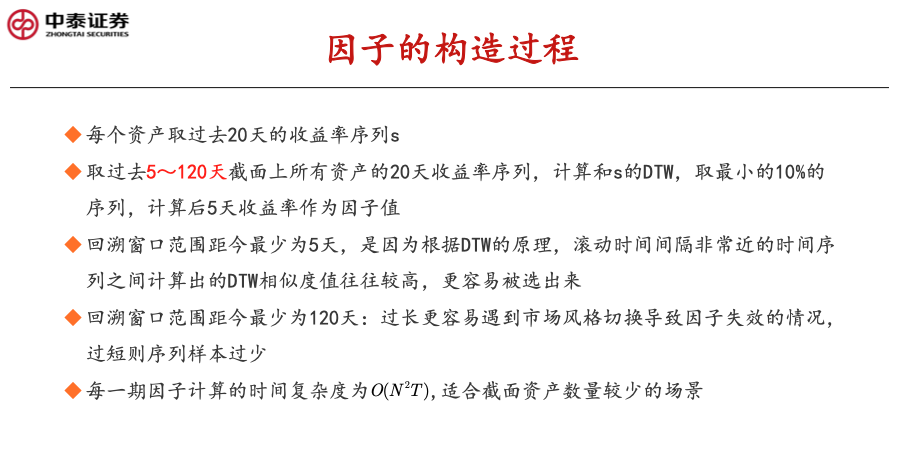 中泰证券
ZHONGTAI SECURITIES
因子的构造过程
每个资产取过去20天的收益率序列s
取过去5～120天截面上所有资产的20天收益率序列，计算和s的DTW，取最小的10%的
序列，计算后5天收益率作为因子值
回溯窗口范围距今最少为5天，是因为根据DTW的原理，滚动时间间隔非常近的时间序
列之间计算出的DTW相似度值往往较高，更容易被选出来
回溯窗口范围距今最少为120天：过长更容易遇到市场风格切换导致因子失效的情况，
过短则序列样本过少
每一期因子计算的时间复杂度为O(N²T),适合截面资产数量较少的场景